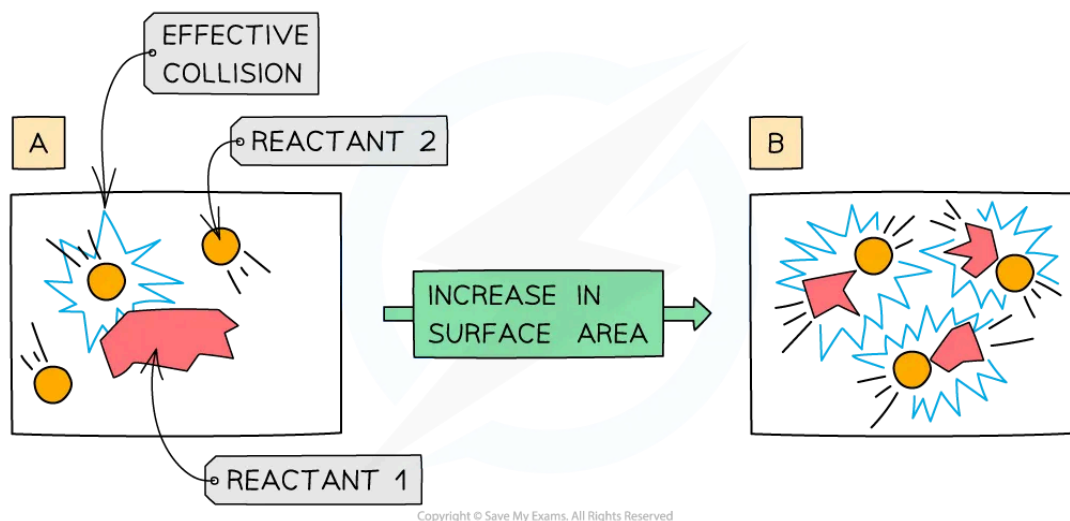 EFFECTIVE
COLLISION
A
REACTANT 2
B
INCREASE IN
SURFACE AREA
REACTANT 1
Copyright © Save My Exams. All Rights Reserved